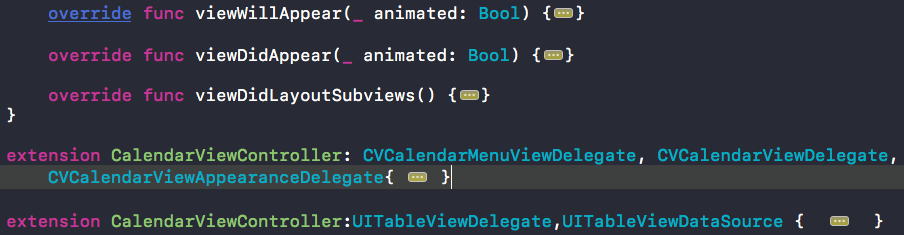 override func viewWillAppear(_ animated: Bool) {...}
override func viewDidAppear(_ animated: Bool) {...}
override func viewDidLayoutSubviews() {...}
}
extension CalendarViewController: CVCalendarMenuViewDelegate, CVCalendarViewDelegate,
CVCalendarViewAppearanceDelegate{ ... }
extension CalendarViewController:UITableViewDelegate,UITableViewDataSource { ... }